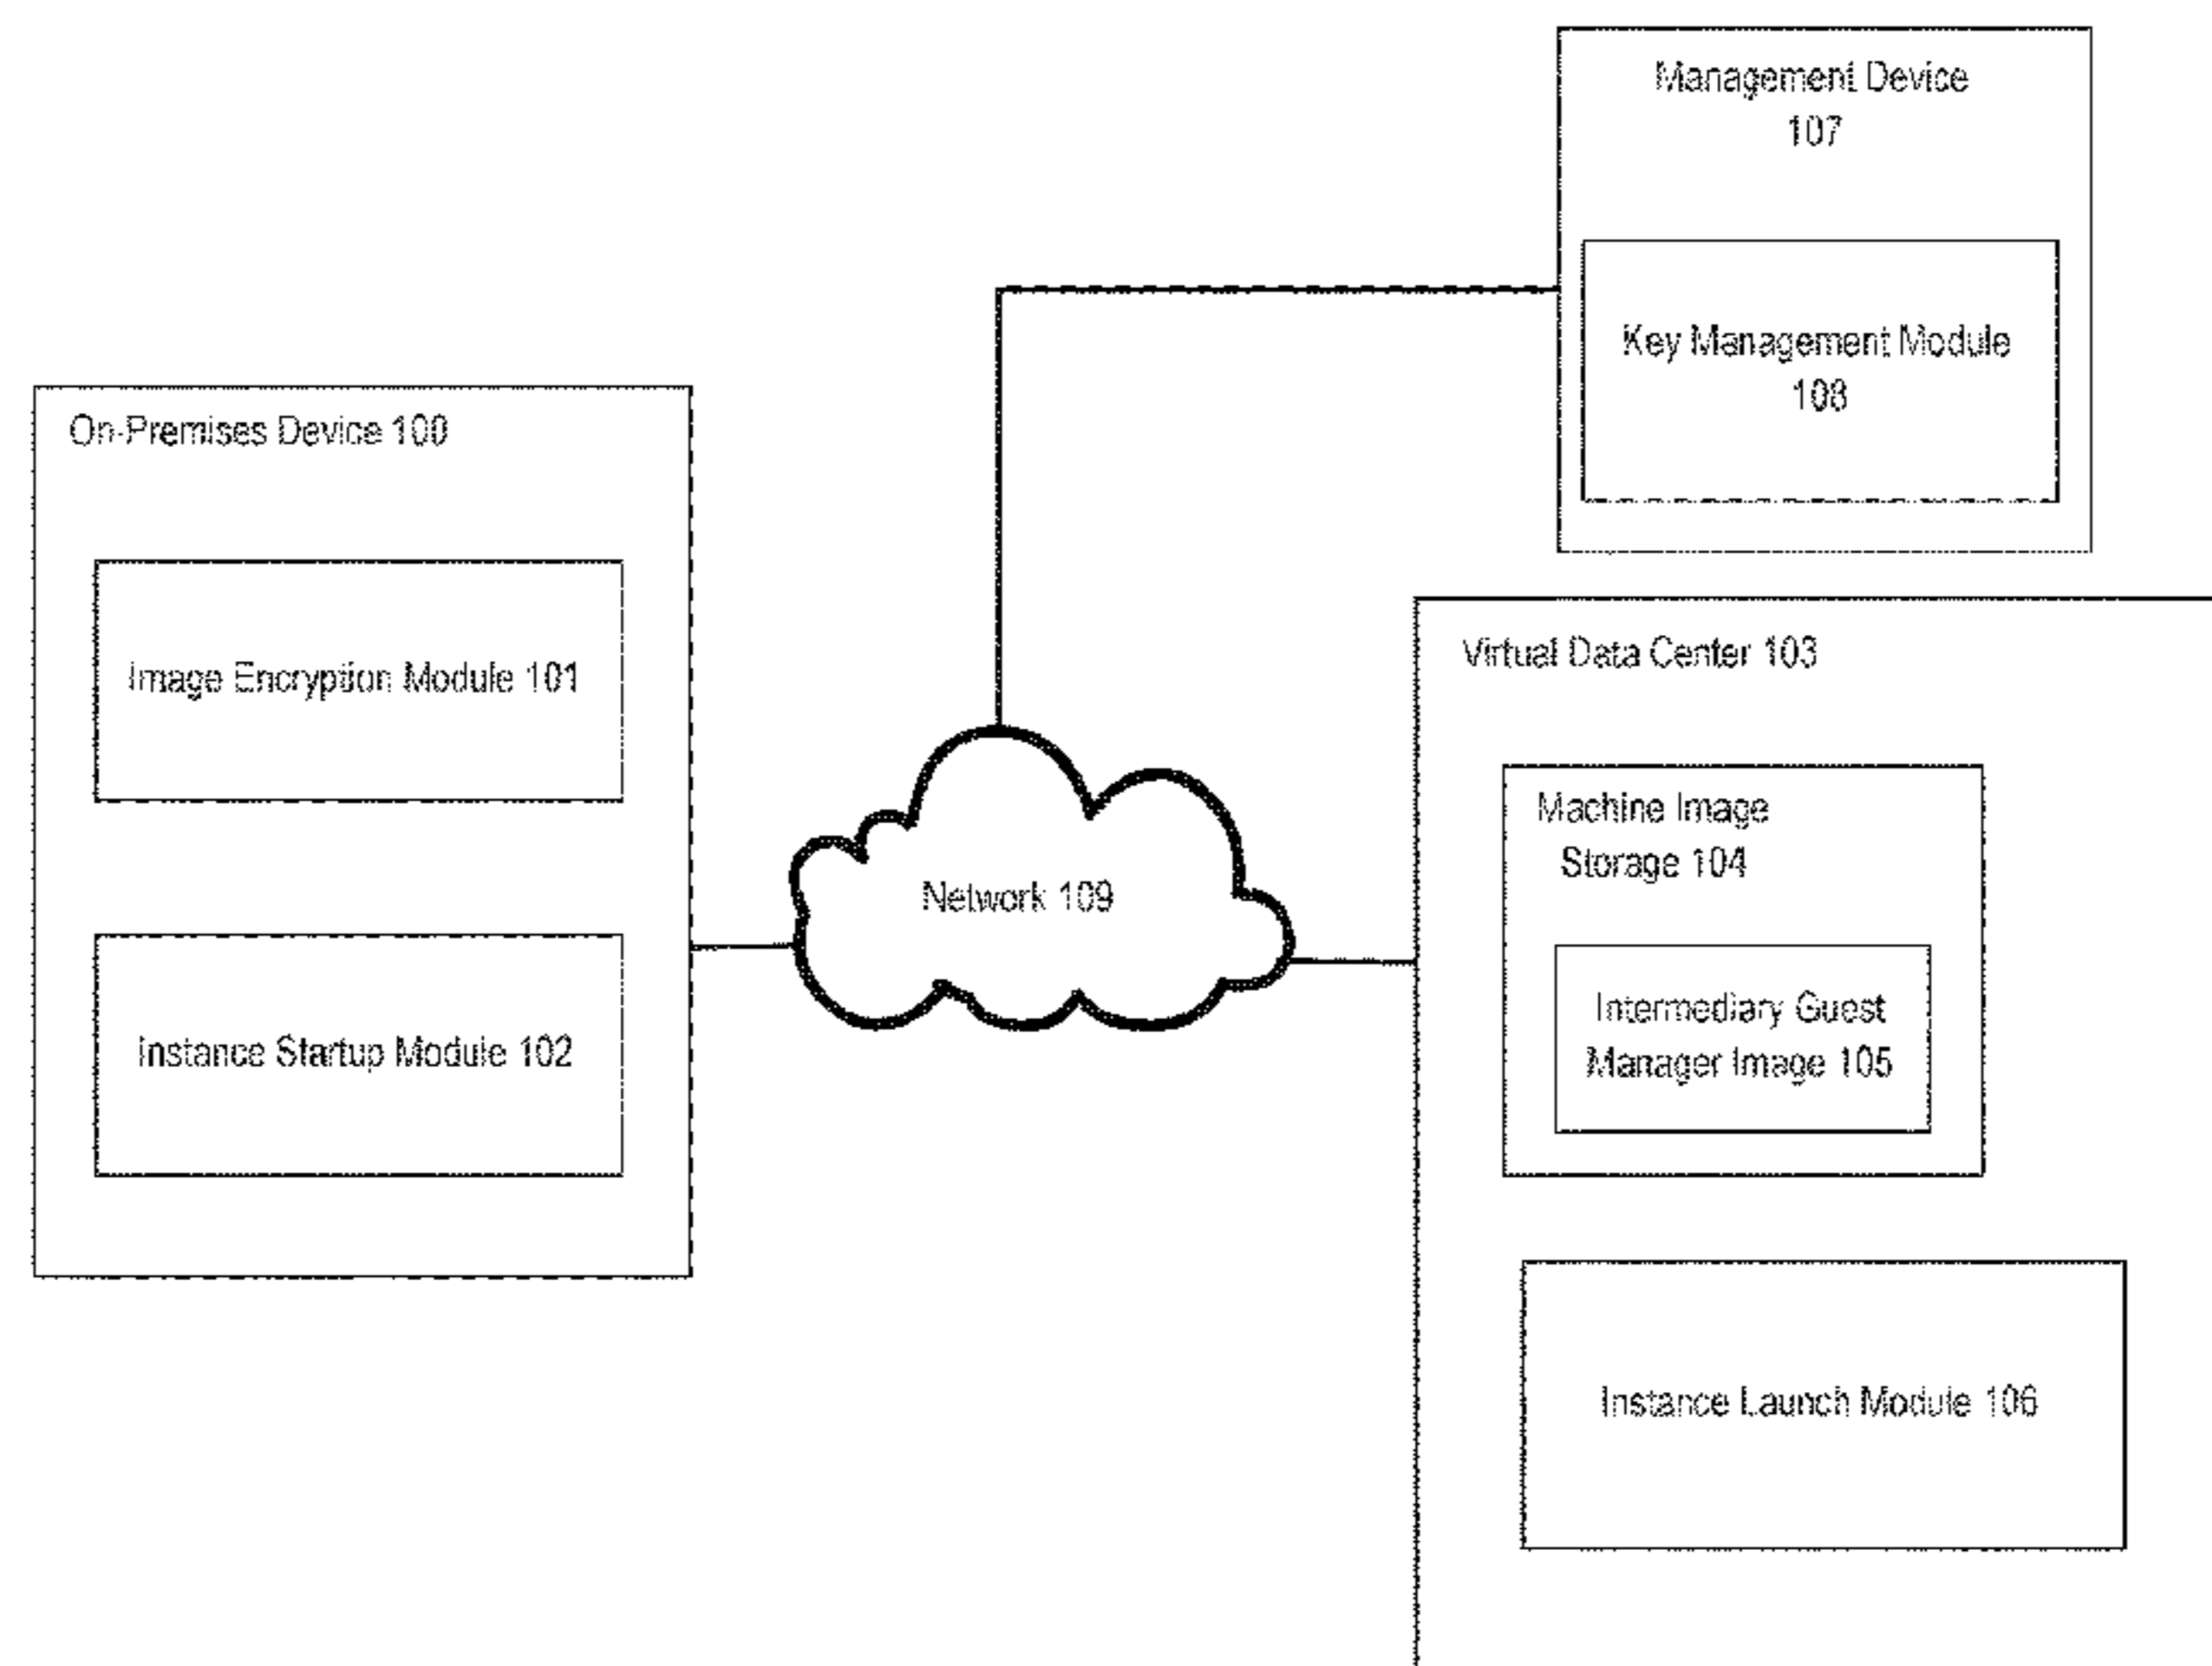 Management Device
107
Key Management Module
108
On-Premises Device 100
Image Encryption Module 101
Instance Startup Module 102
Network 109
Virtual Data Center 103
Machine Image
Storage 104
Intermediary Guest
Manager Image 105
Instance Launch Module 106